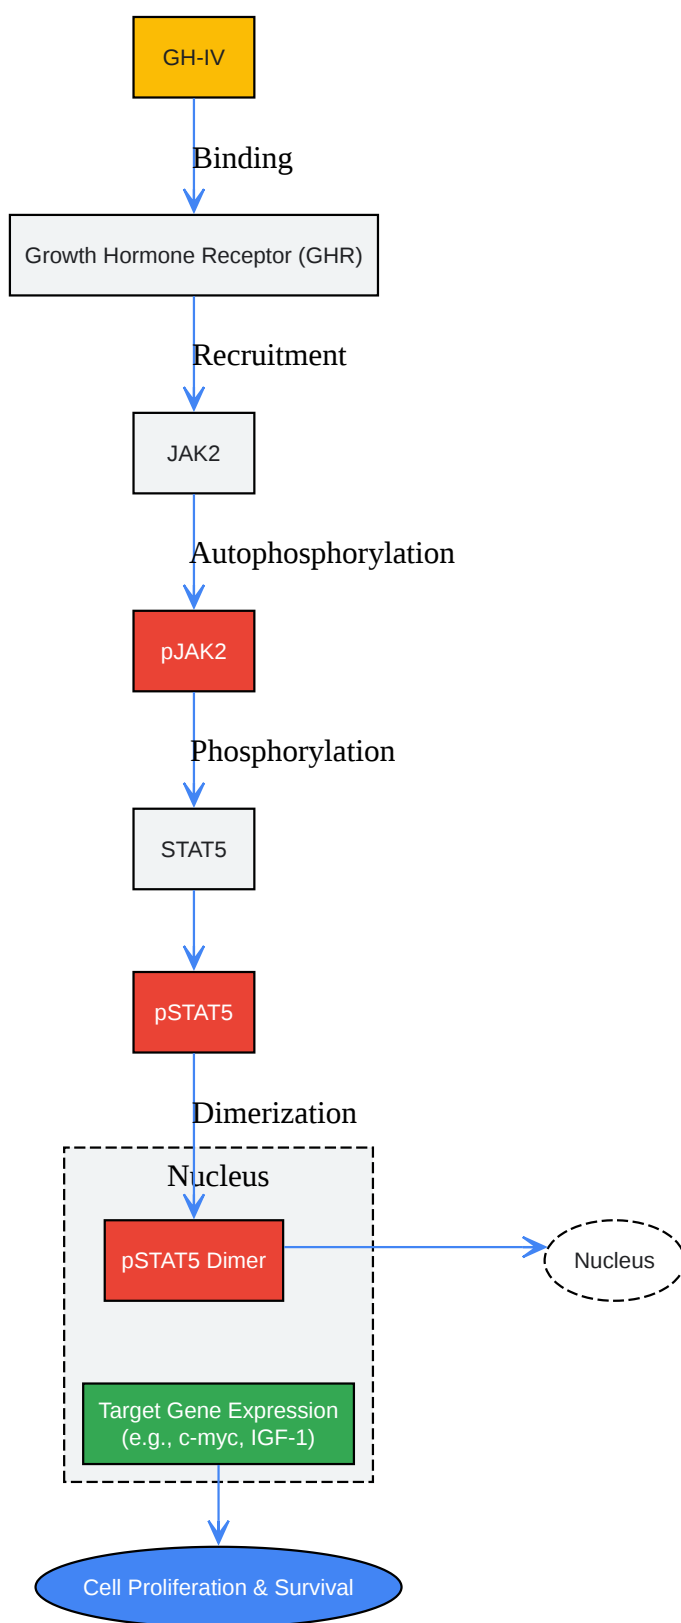 GH-IV
Binding
Growth Hormone Receptor (GHR)
Recruitment
JAK2
Autophosphorylation
pJAK2
Phosphorylation
STAT5
pSTAT5
Dimerization
Nucleus
pSTAT5 Dimer
Nucleus
Target Gene Expression
(e.g., c-myc, IGF-1)
Cell Proliferation & Survival